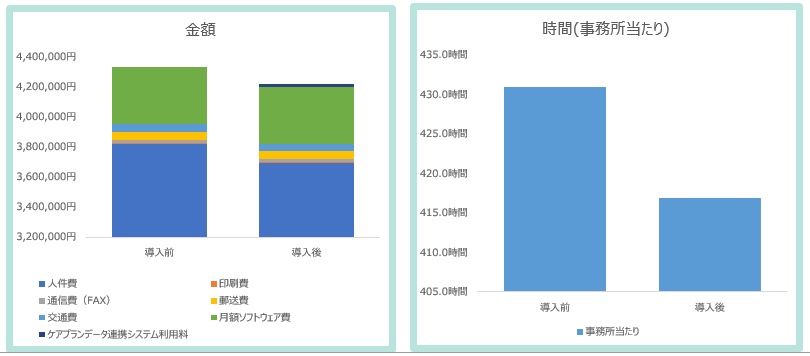 金額
4,400,000円
4,200,000円
4,000,000円
3,800,000円
3,600,000円
3,400,000円
3,200,000円
導入前
導入後
人件費
印刷費
通信費（FAX）
郵送費
交通費
月額ソフトウェア費
ケアプランデータ連携システム利用料
時間(事務所当たり)
435.0時間
430.0時間
425.0時間
420.0時間
415.0時間
410.0時間
405.0時間
導入前
導入後
事務所当たり